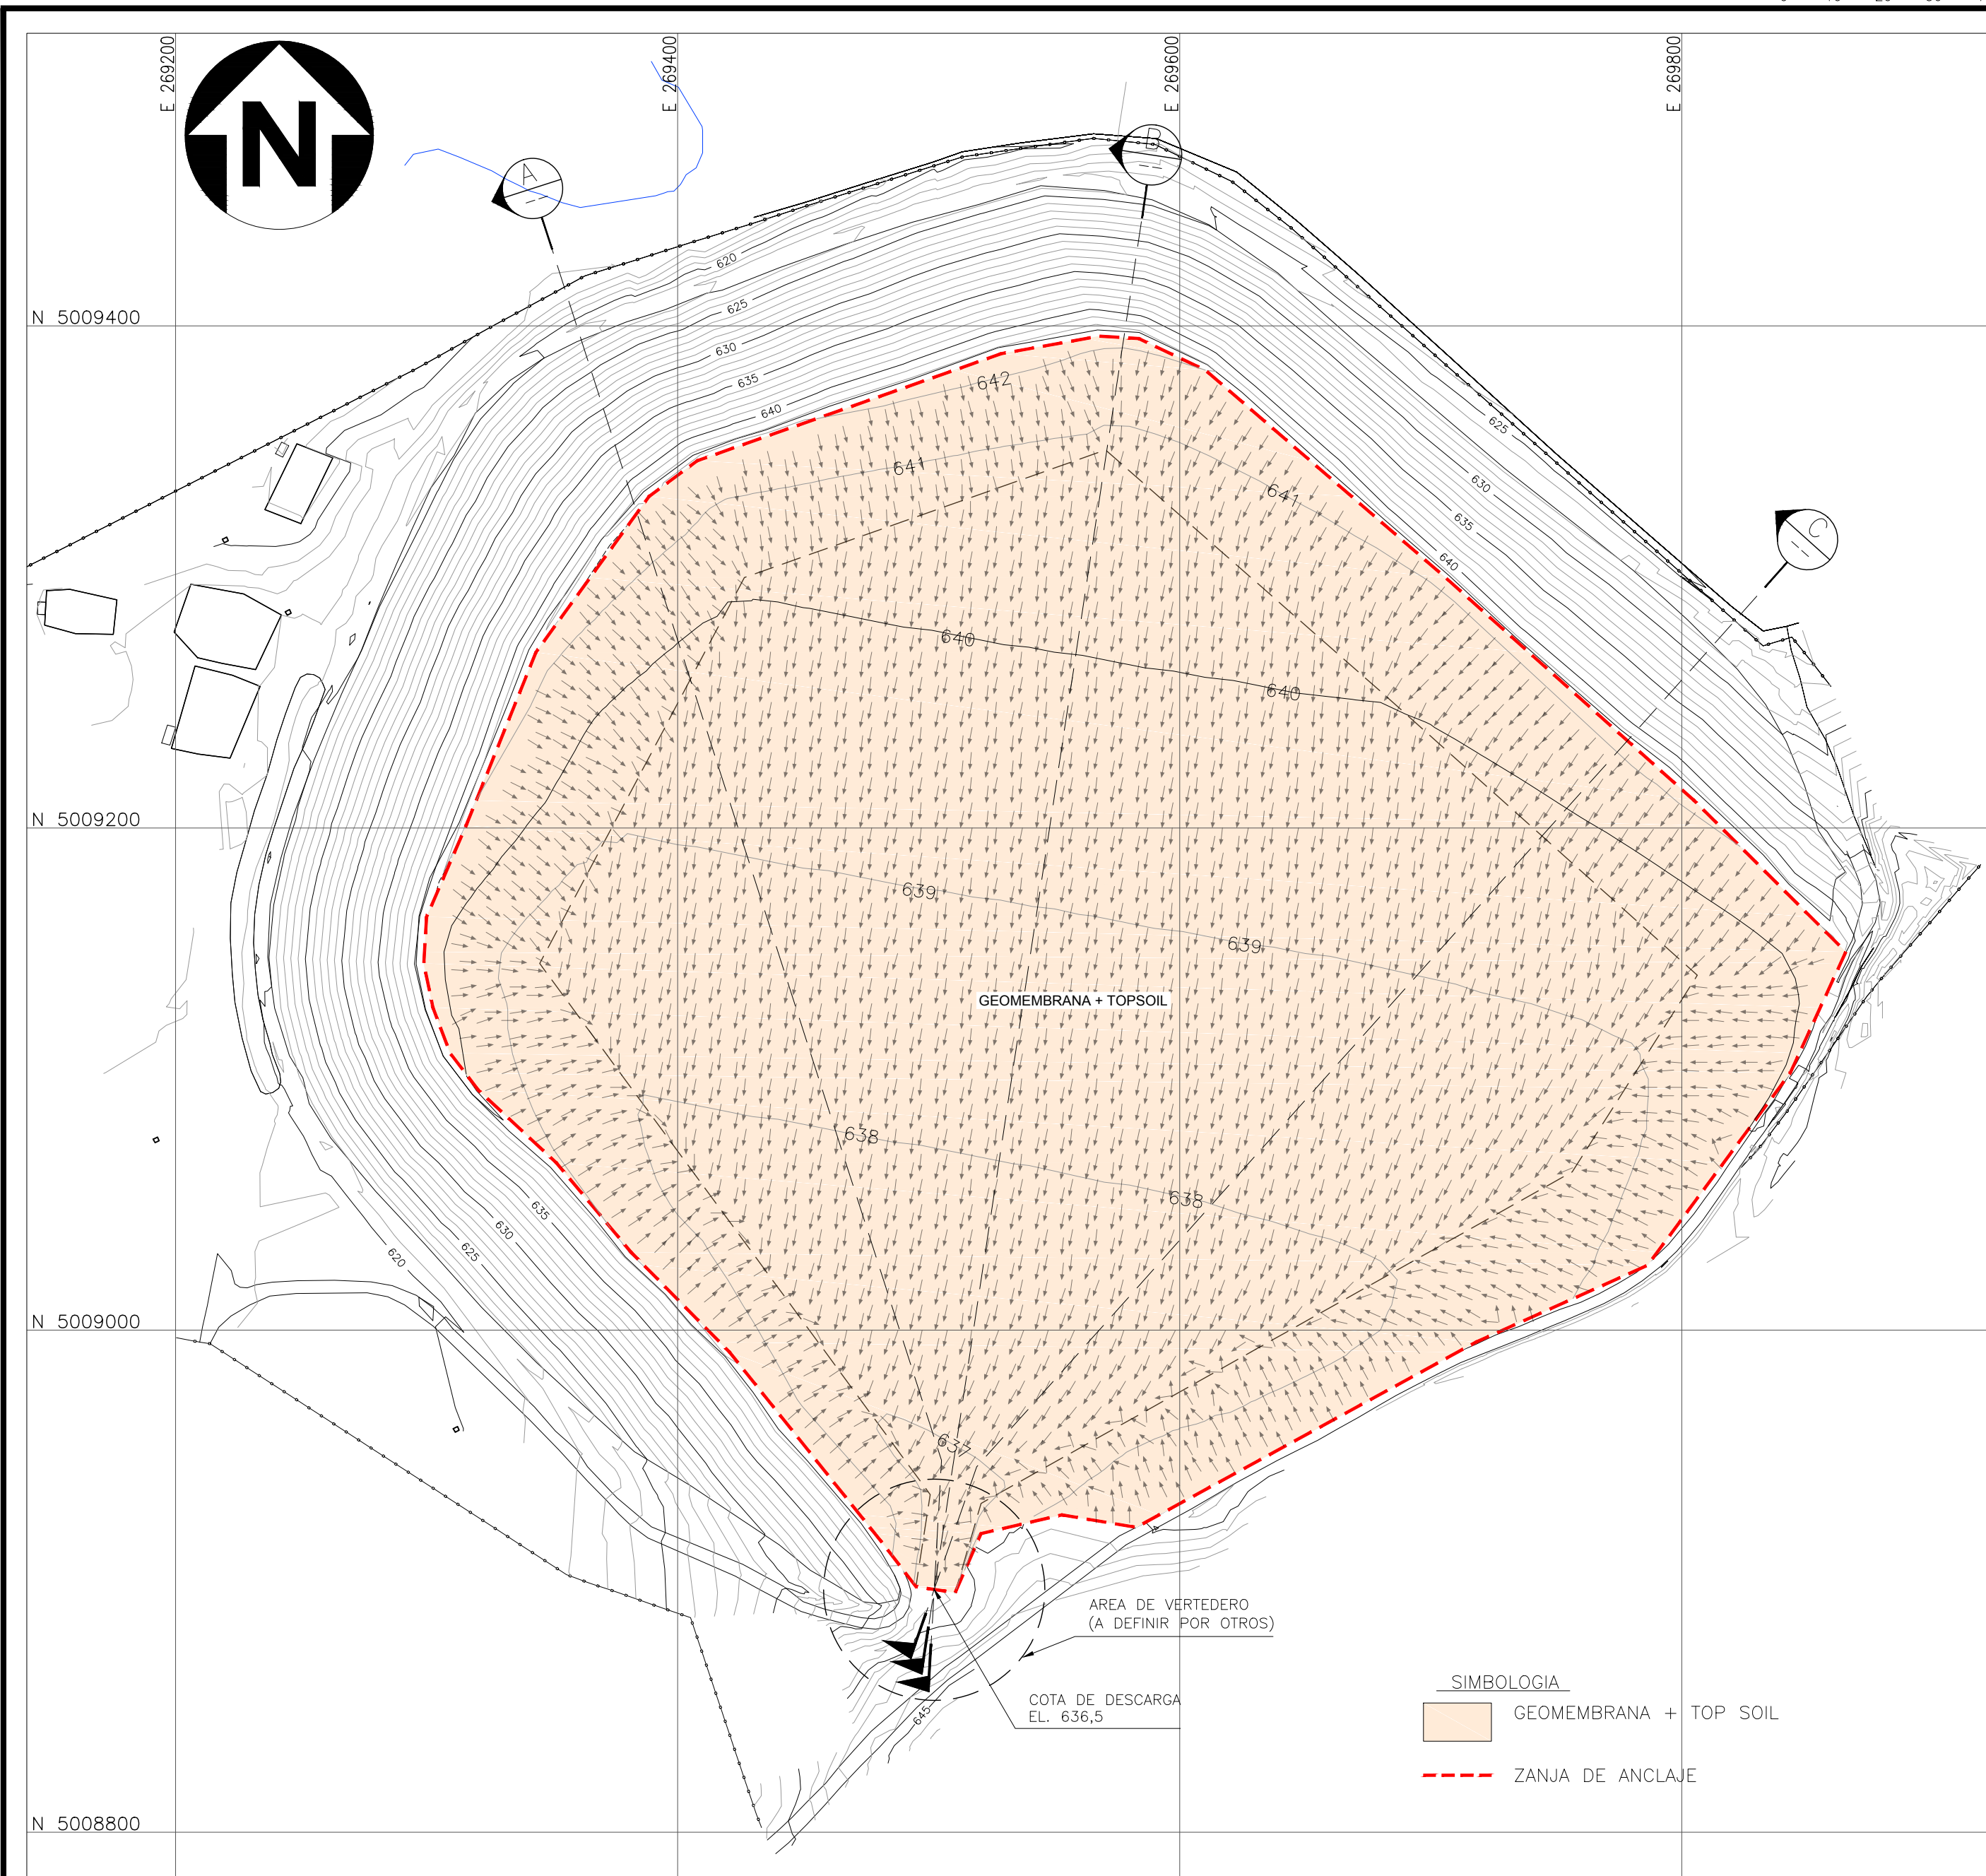 E 269200
E 269400
E 269600
E 269800
N
A
B
620
625
N 5009400
630
635
642
640
625
641
641
630
635
C
640
640
640
N 5009200
639
639
GEOMEMBRANA + TOPSOIL
638
638
635
630
625
620
N 5009000
637
AREA DE VERTEDERO
(A DEFINIR POR OTROS)
SIMBOLOGIA
COTA DE DESCARGA
EL. 636,5
645
GEOMEMBRANA + TOP SOIL
ZANJA DE ANCLAJE
N 5008800